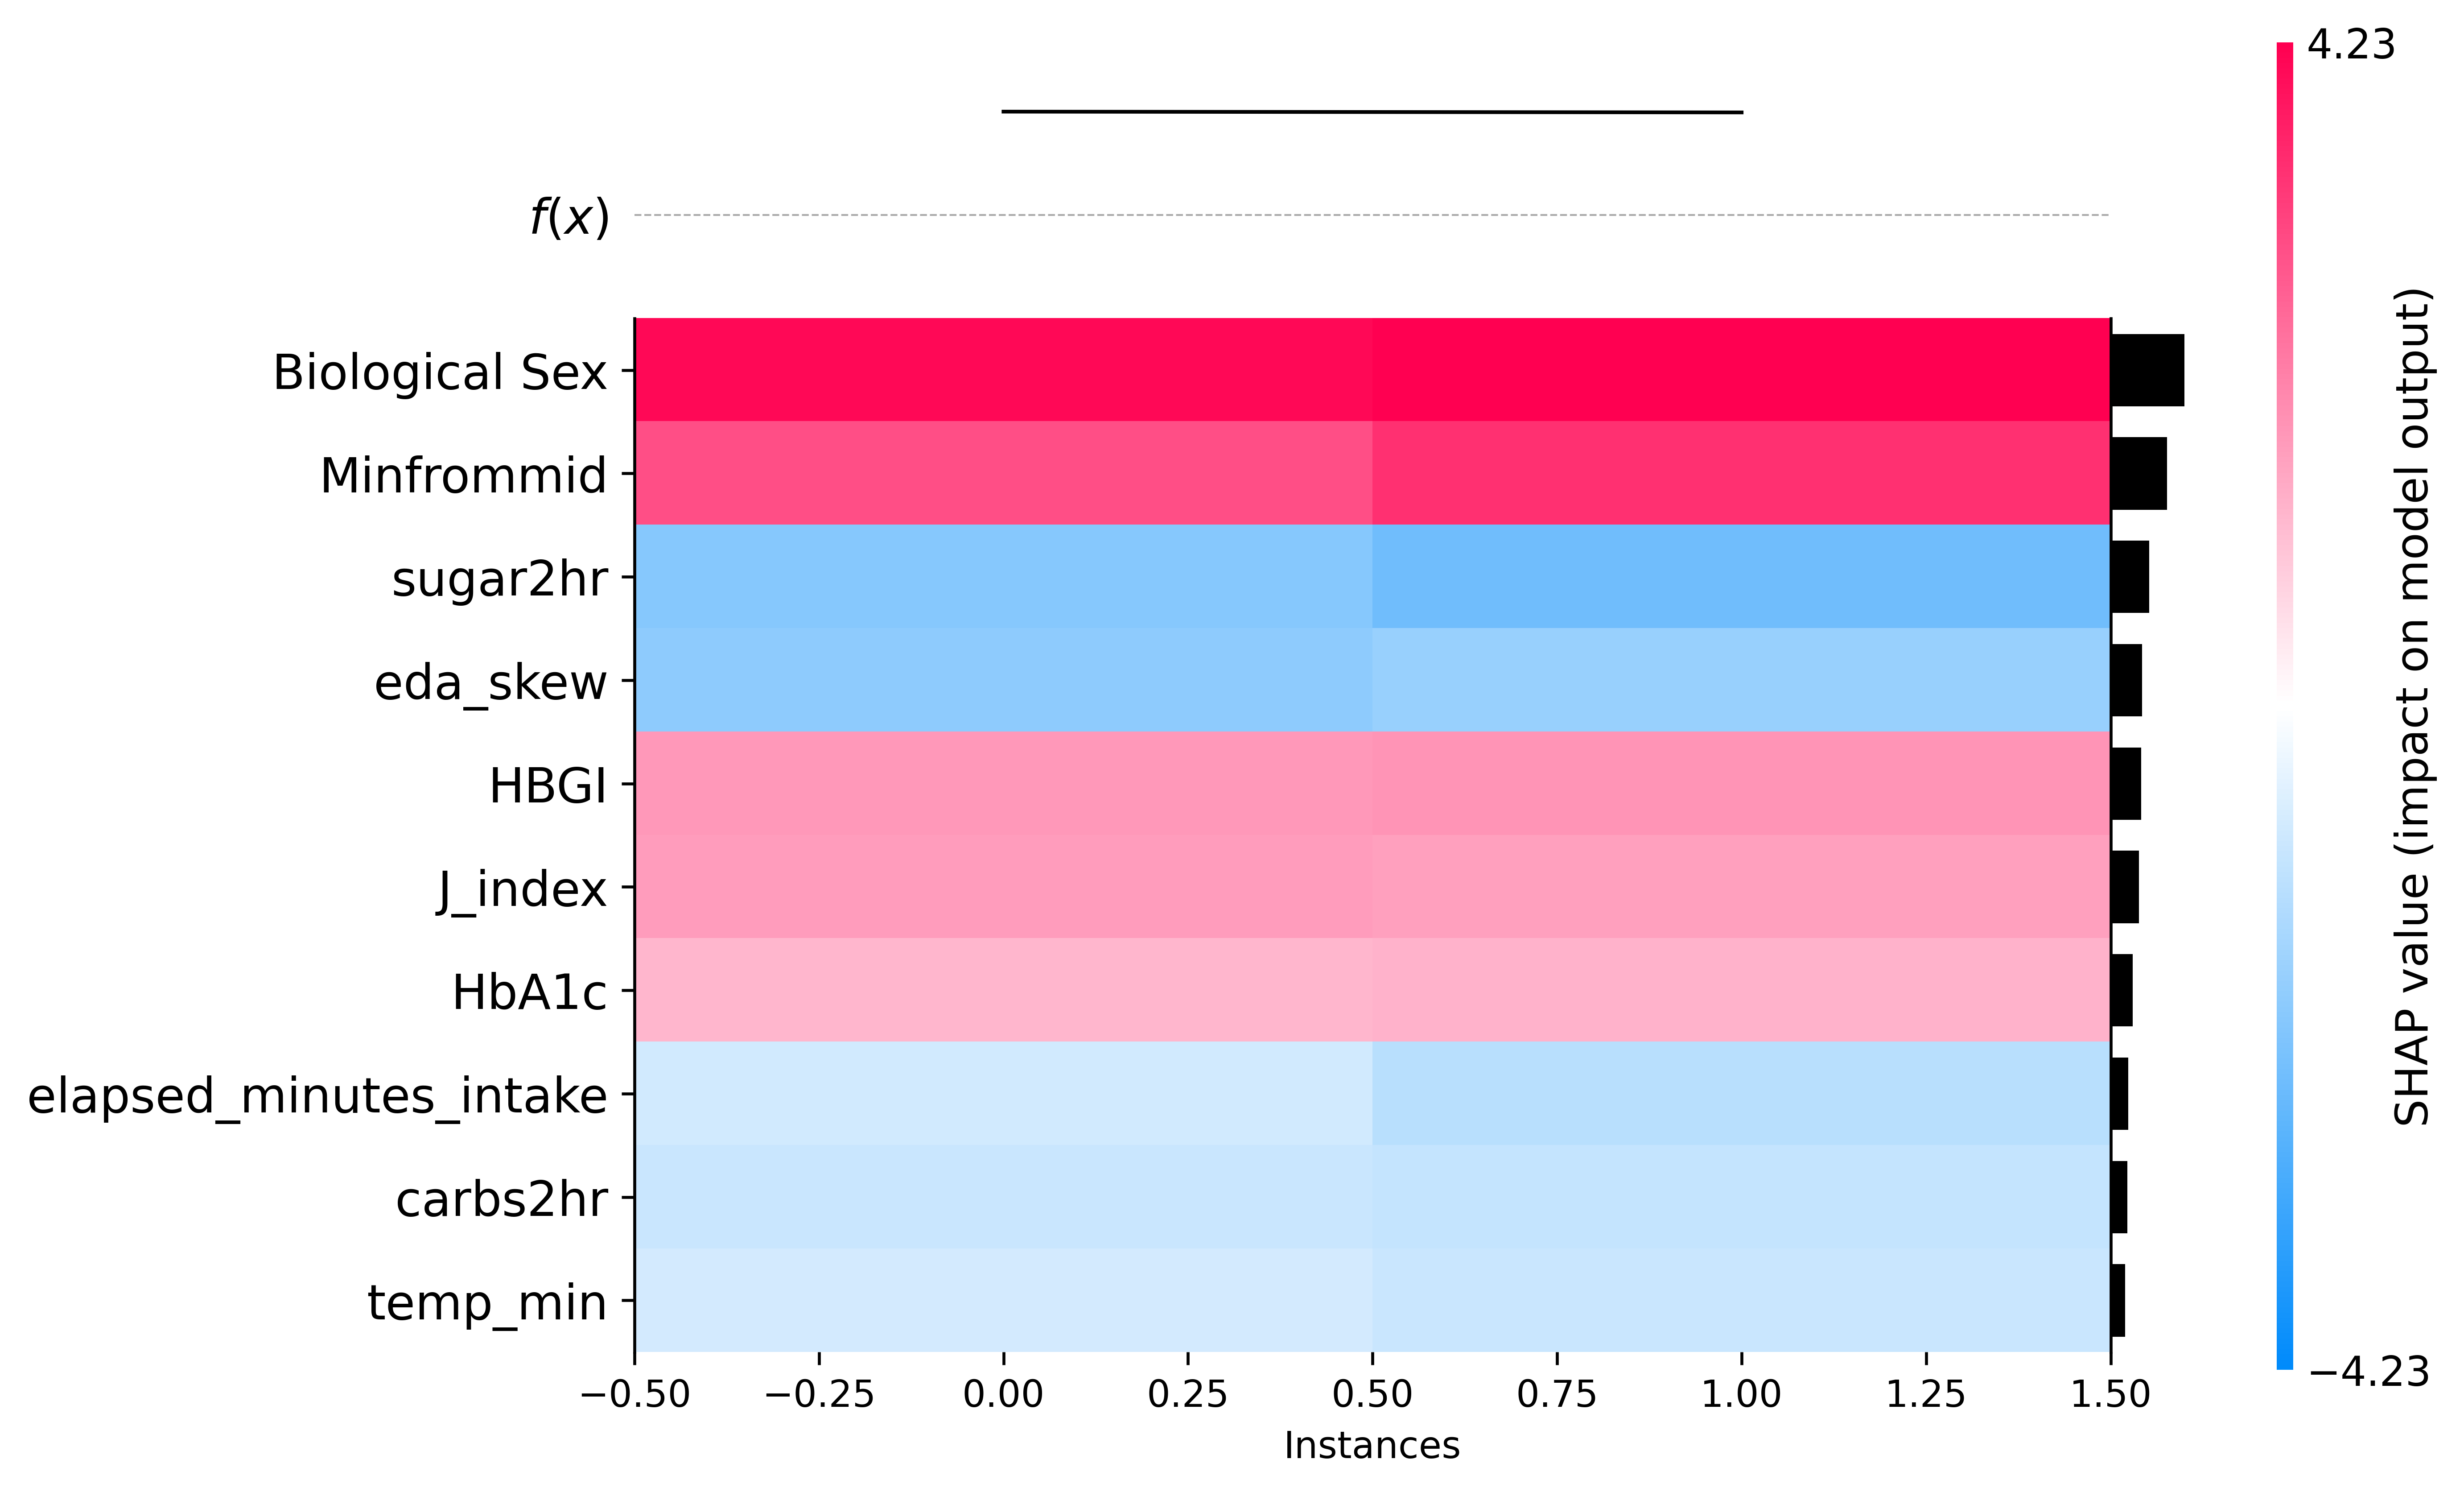 4.23
f(x)
Biological Sex
Minfrommid
sugar2hr
eda_skew
HBGI
J_index
HbA1c
elapsed_minutes_intake
carbs2hr
temp_min
−0.50 −0.25 0.00 0.25 0.50 0.75 1.00 1.25 1.50
Instances
−4.23
SHAP value (impact on model output)